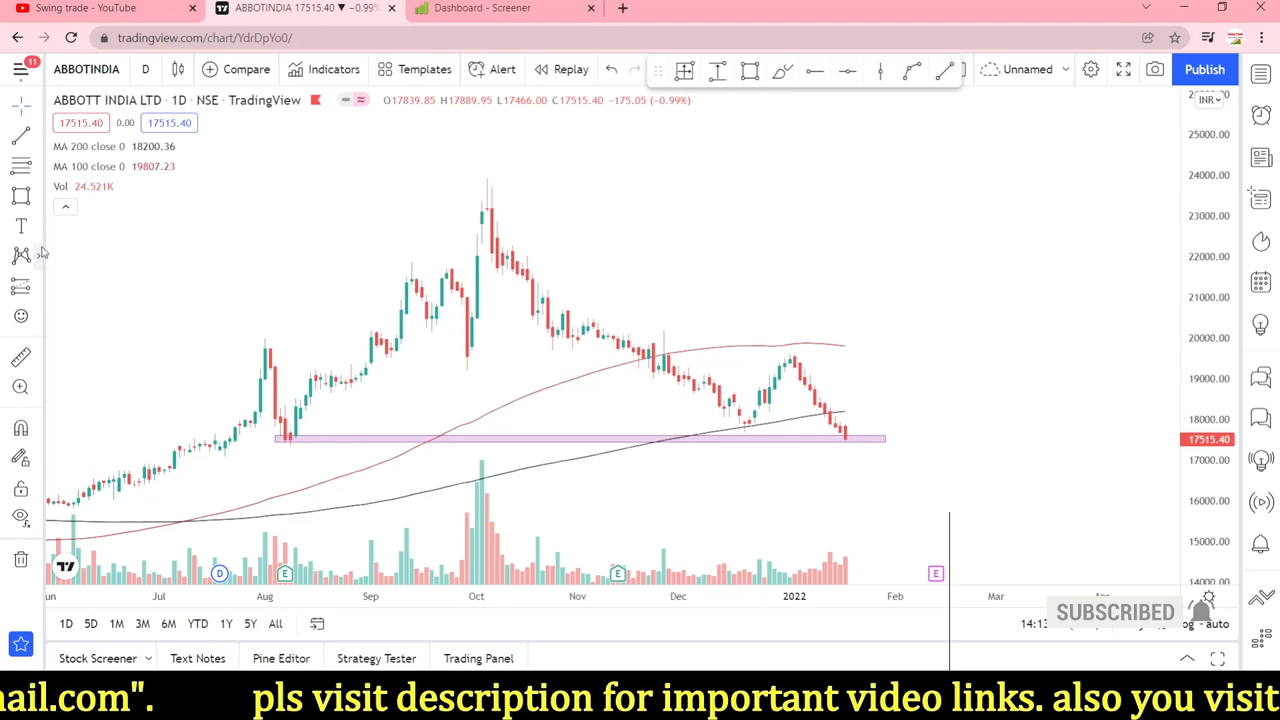 Swing trade - YouTube
ABBOTINDIA 17515.40 ▼ −0.99%
Dashboard - Screener
tradingview.com/chart/YdrDpYo0/
11
ABBOTINDIA
D
Compare
Indicators
Templates
Alert
Replay
Unnamed
Publish
ABBOTT INDIA LTD · 1D · NSE · TradingView
O17839.85 H17889.95 L17466.00 C17515.40 −175.05 (−0.99%)
INR
17515.40
0.00
17515.40
MA 200 close 0 18200.36
MA 100 close 0 19807.23
Vol 24.521K
25000.00
24000.00
23000.00
22000.00
21000.00
20000.00
19000.00
18000.00
17515.40
17000.00
16000.00
15000.00
14000.00
D
E
E
E
Jul
Aug
Sep
Oct
Nov
Dec
2022
Feb
Mar
SUBSCRIBED
1D
5D
1M
3M
6M
YTD
1Y
5Y
All
14:13
auto
Stock Screener
Text Notes
Pine Editor
Strategy Tester
Trading Panel
mail.com". pls visit description for important video links. also you visit